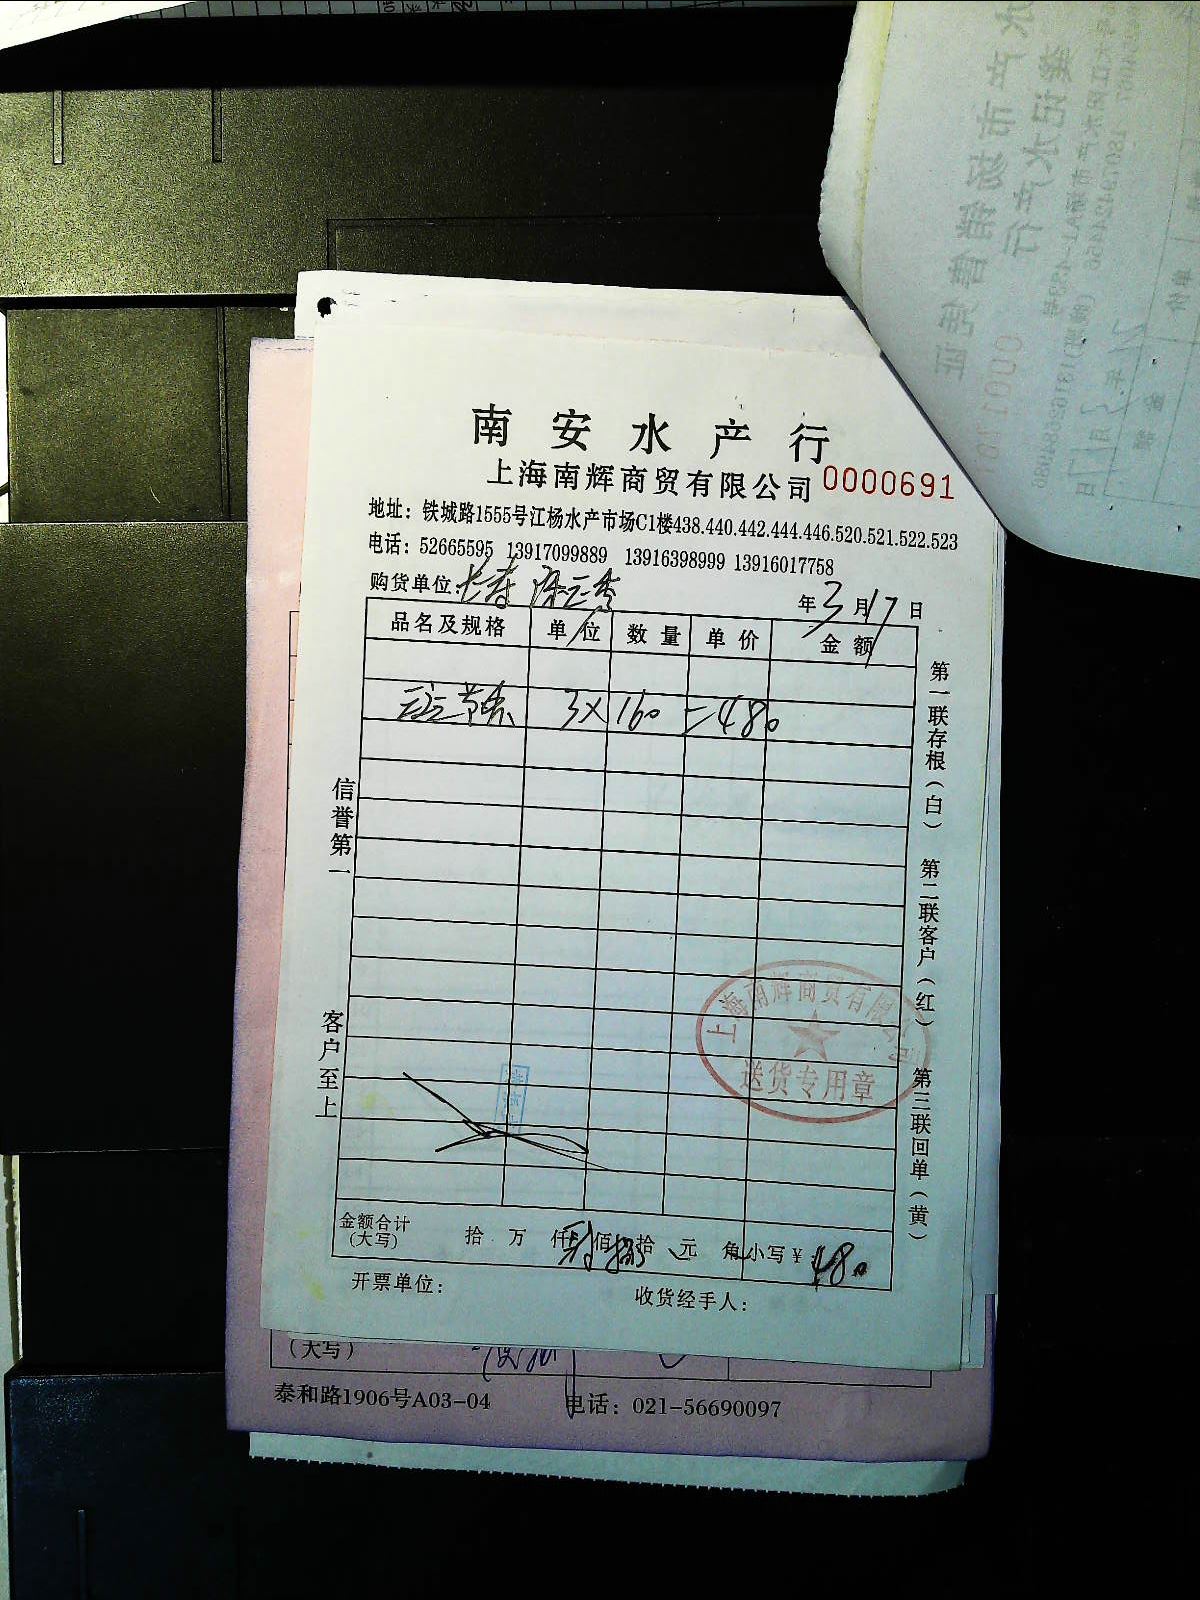 南安水产行
上海南辉商贸有限公司 0000691
地址：铁城路1555号江杨水产市场C1楼438.440.442.444.446.520.521.522.523
电话：52665595 13917099889 13916398999 13916017758
购货单位：
年3月17日
品名及规格 单位 数量 单价 金额
3× 160 =480
信誉第一
客户至上
第一联存根（白） 第二联客户（红） 第三联回单（黄）
上海南辉商贸有限公司
送货专用章
金额合计（大写） 拾 万 仟 肆佰捌拾 元 角 小写￥480
开票单位： 收货经手人：
（大写）
泰和路1906号A03-04 电话：021-56690097